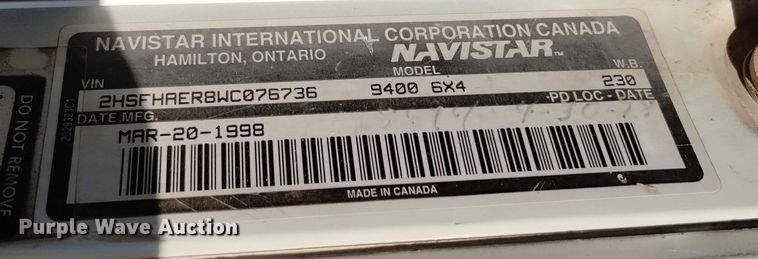 NAVISTAR INTERNATIONAL CORPORATION CANADA
HAMILTON, ONTARIO NAVISTAR™
VIN MODEL W.B.
2HSFHAER8WC076736 9400 6X4 230
DATE MFG. PD LOC - DATE
MAR-20-1998
MADE IN CANADA
DO NOT REMOVE
Purple Wave Auction